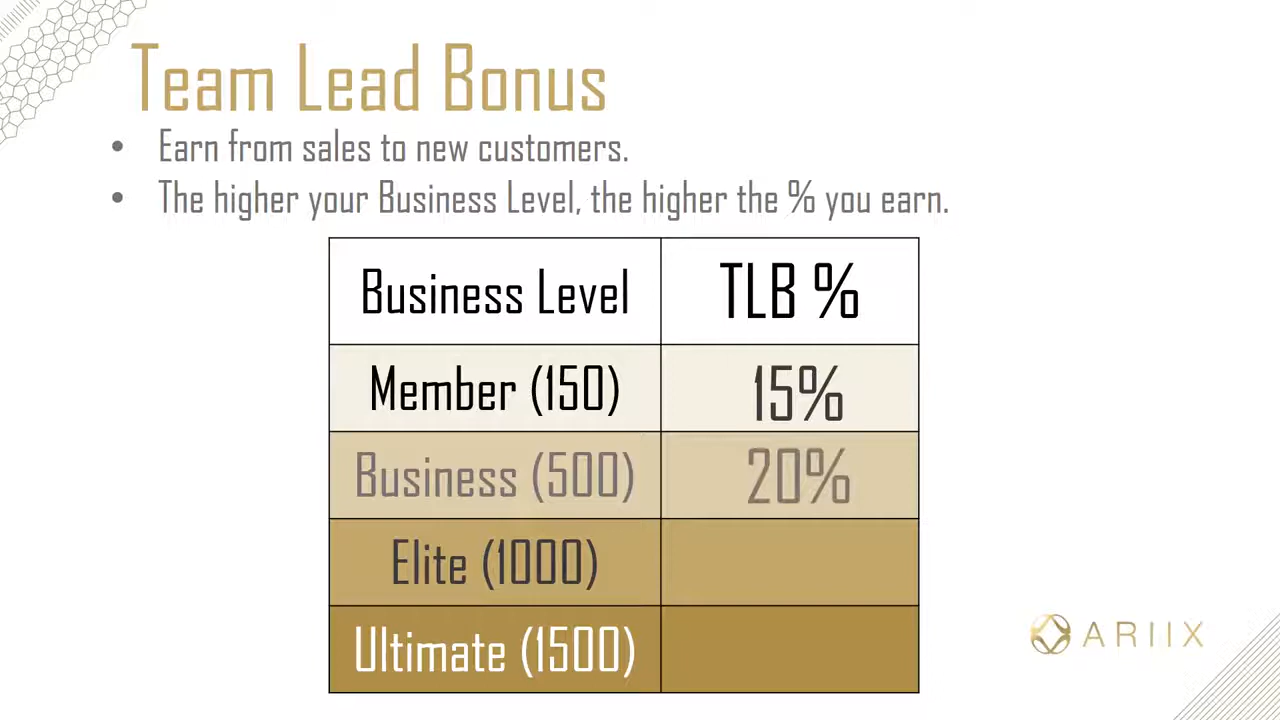 Team Lead Bonus
• Earn from sales to new customers.
• The higher your Business Level, the higher the % you earn.
Business Level TLB %
Member (150) 15%
Business (500) 20%
Elite (1000)
Ultimate (1500)
ARIIX